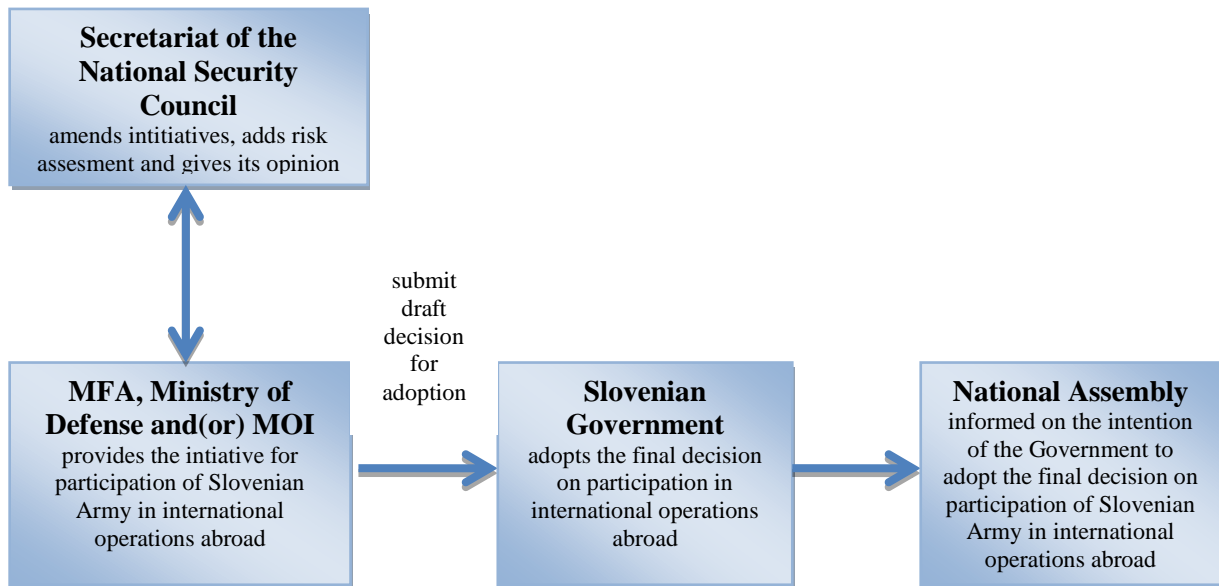 Secretariat of the
National Security
Council
amends intitiatives, adds risk
assesment and gives its opinion
submit
draft
decision
for
adoption
MFA, Ministry of
Defense and(or) MOI
provides the intiative for
participation of Slovenian
Army in international
operations abroad
Slovenian
Government
adopts the final decision
on participation in
international operations
abroad
National Assembly
informed on the intention
of the Government to
adopt the final decision on
participation of Slovenian
Army in international
operations abroad